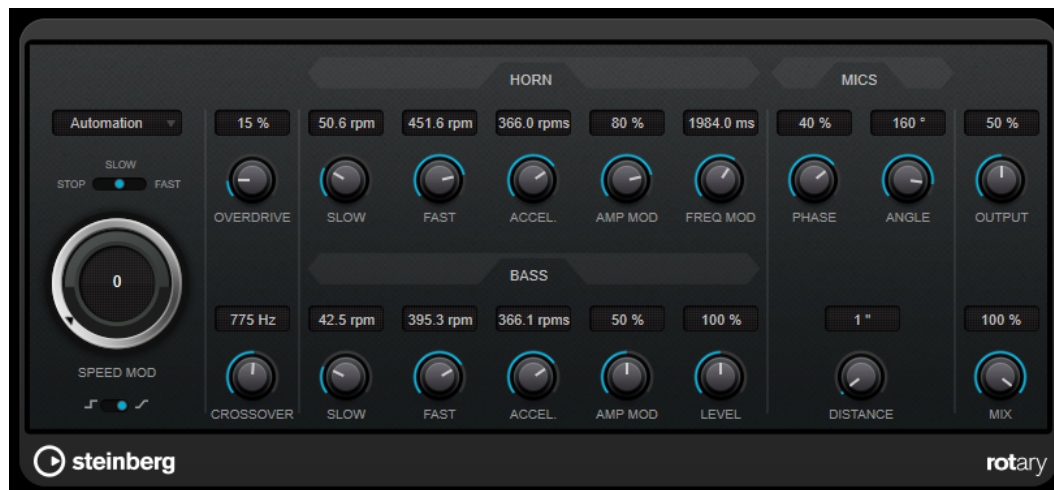 HORN MICS
Automation 15 % 50.6 rpm 451.6 rpm 366.0 rpms 80 % 1984.0 ms 40 % 160 ° 50 %
SLOW
STOP FAST
OVERDRIVE SLOW FAST ACCEL. AMP MOD FREQ MOD PHASE ANGLE OUTPUT
BASS
0
775 Hz 42.5 rpm 395.3 rpm 366.1 rpms 50 % 100 % 1 " 100 %
SPEED MOD
CROSSOVER SLOW FAST ACCEL. AMP MOD LEVEL DISTANCE MIX
steinberg rotary